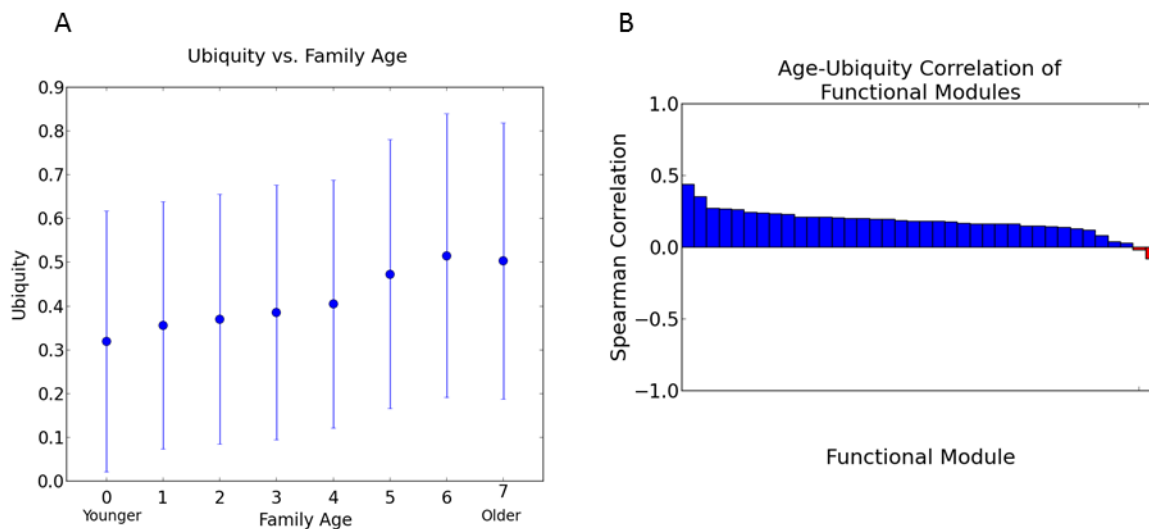 A
Ubiquity vs. Family Age
0.9
0.8
0.7
0.6
0.5
0.4
0.3
0.2
0.1
0.0
Ubiquity
0 1 2 3 4 5 6 7
Younger Family Age Older
B
Age-Ubiquity Correlation of
Functional Modules
1.0
0.5
0.0
−0.5
−1.0
Spearman Correlation
Functional Module